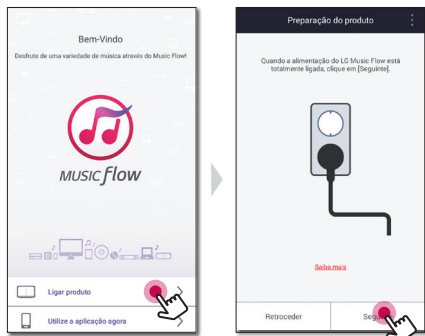 Bem-Vindo
Desfrute de uma variedade de música através do Music Flow!
MUSIC flow
Ligar produto
Utilize a aplicação agora
Preparação do produto
Quando a alimentação do LG Music Flow está
totalmente ligada, clique em [Seguinte].
Saiba mais
Retroceder